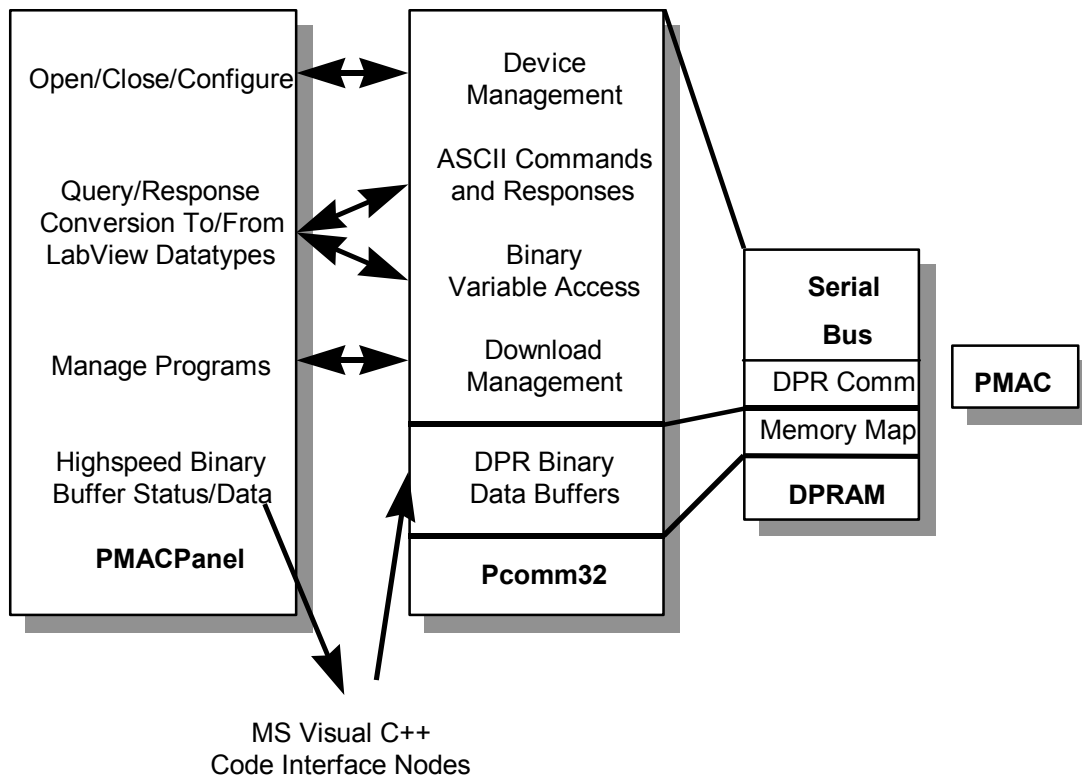 Open/Close/Configure
Query/Response
Conversion To/From
LabView Datatypes
Manage Programs
Highspeed Binary
Buffer Status/Data
PMACPanel
Device
Management
ASCII Commands
and Responses
Binary
Variable Access
Download
Management
DPR Binary
Data Buffers
Pcomm32
Serial
Bus
DPR Comm
Memory Map
DPRAM
PMAC
MS Visual C++
Code Interface Nodes